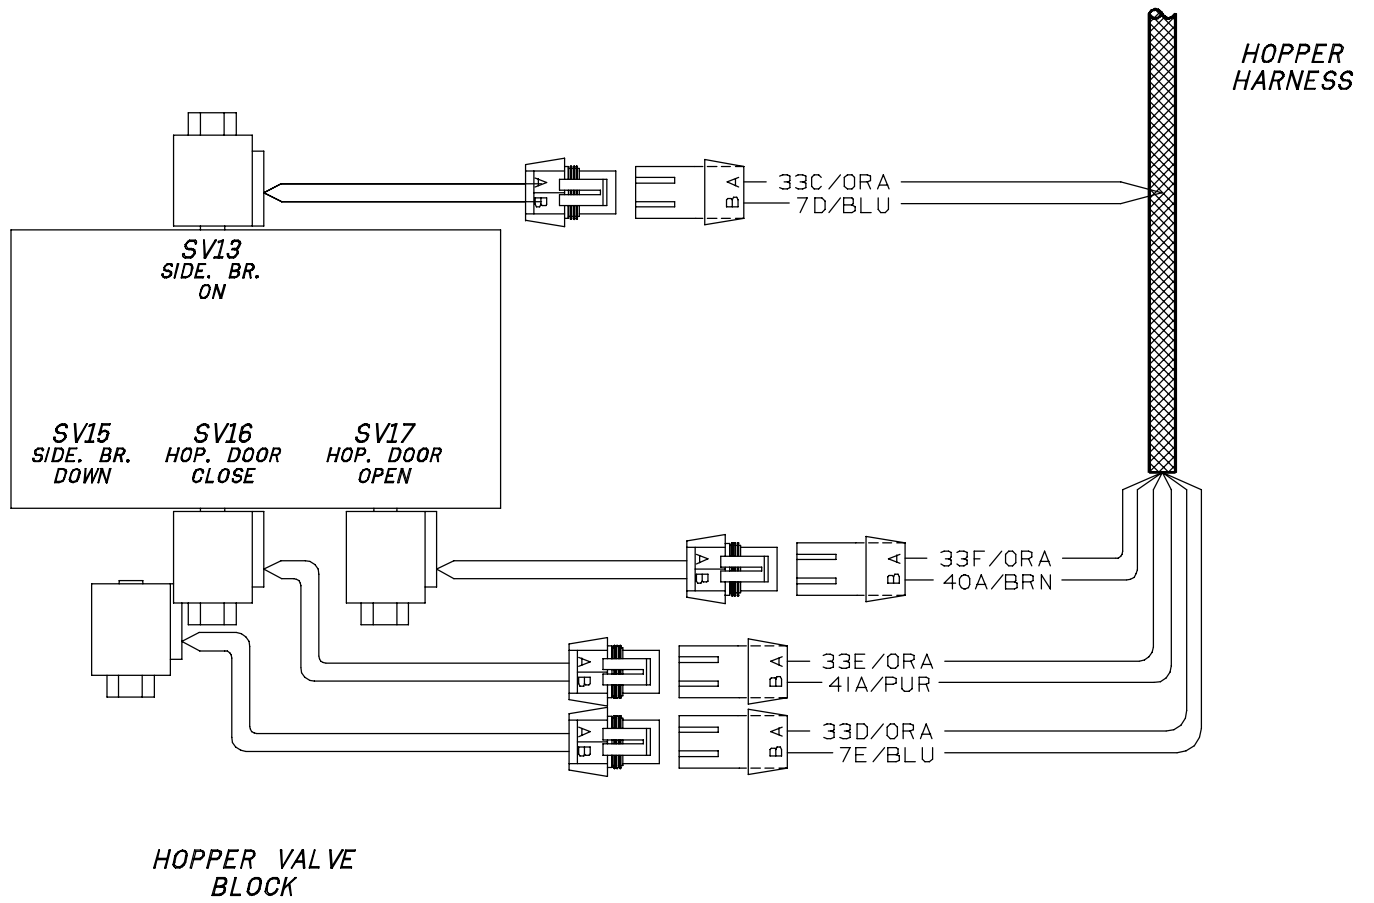 HOPPER
HARNESS
A 33C/ORA
B 7D/BLU
A
B
SV13
SIDE. BR.
ON
SV15
SIDE. BR.
DOWN
SV16
HOP. DOOR
CLOSE
SV17
HOP. DOOR
OPEN
A
B
A 33F/ORA
B 40A/BRN
A
B
A 33E/ORA
B 41A/PUR
A
B
A 33D/ORA
B 7E/BLU
HOPPER VALVE
BLOCK